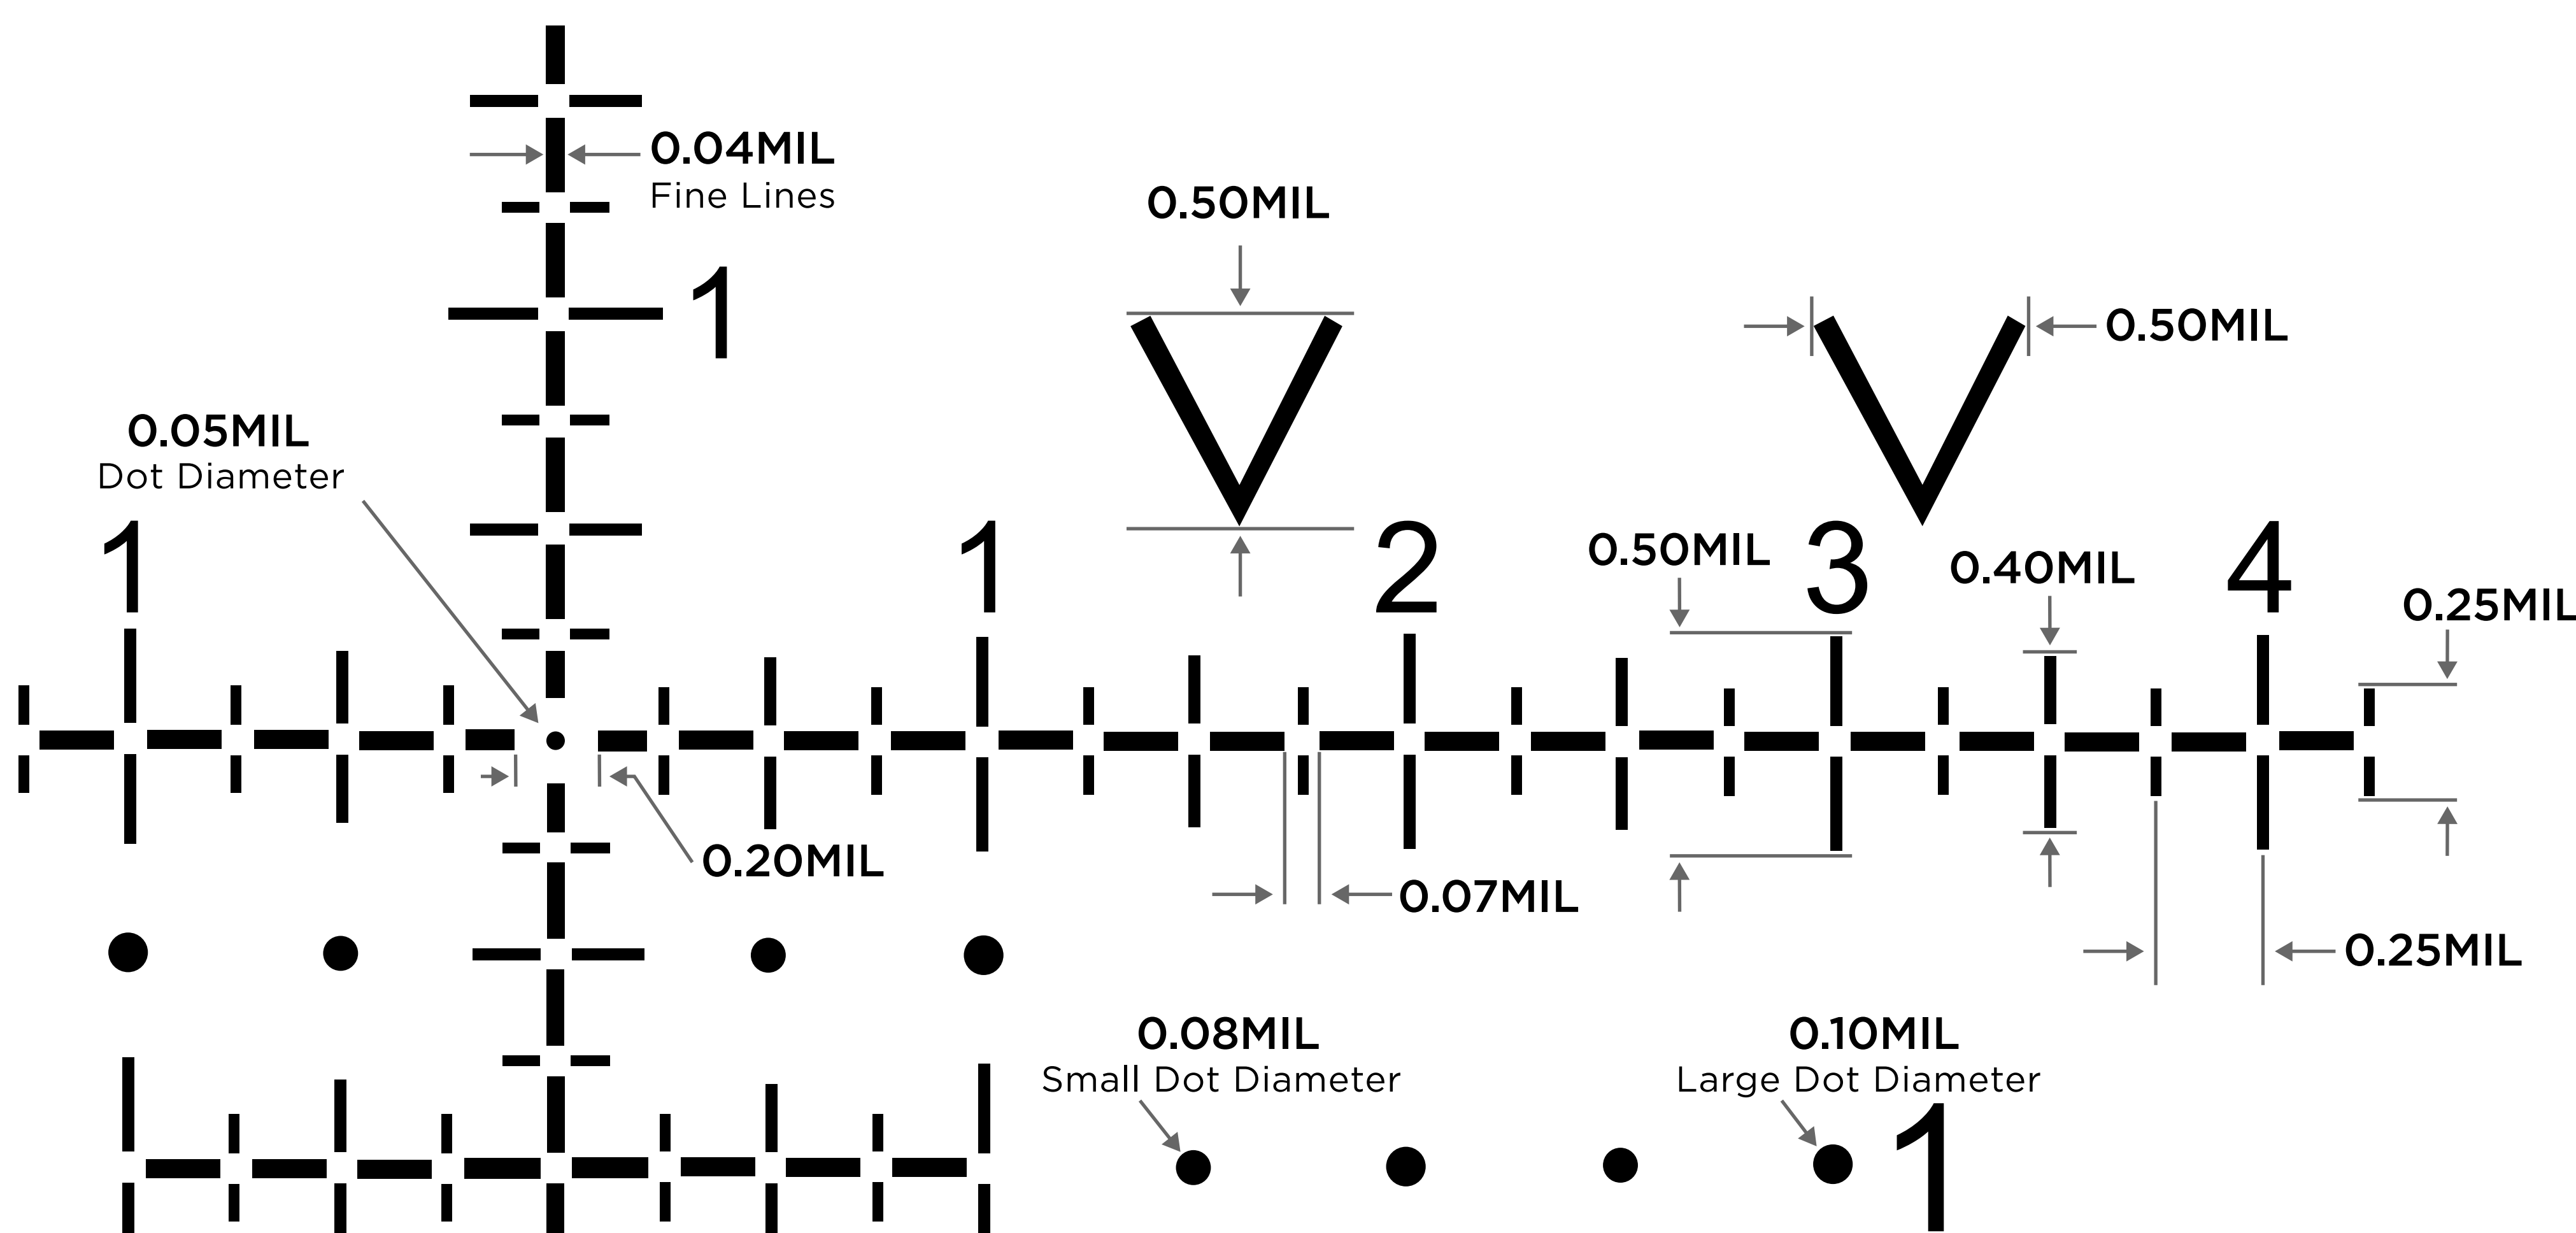 0.04MIL
Fine Lines
0.50MIL
1
0.50MIL
0.05MIL
Dot Diameter
1
1
2
0.50MIL
3
0.40MIL
4
0.25MIL
0.20MIL
0.07MIL
0.25MIL
0.08MIL
Small Dot Diameter
0.10MIL
Large Dot Diameter
1